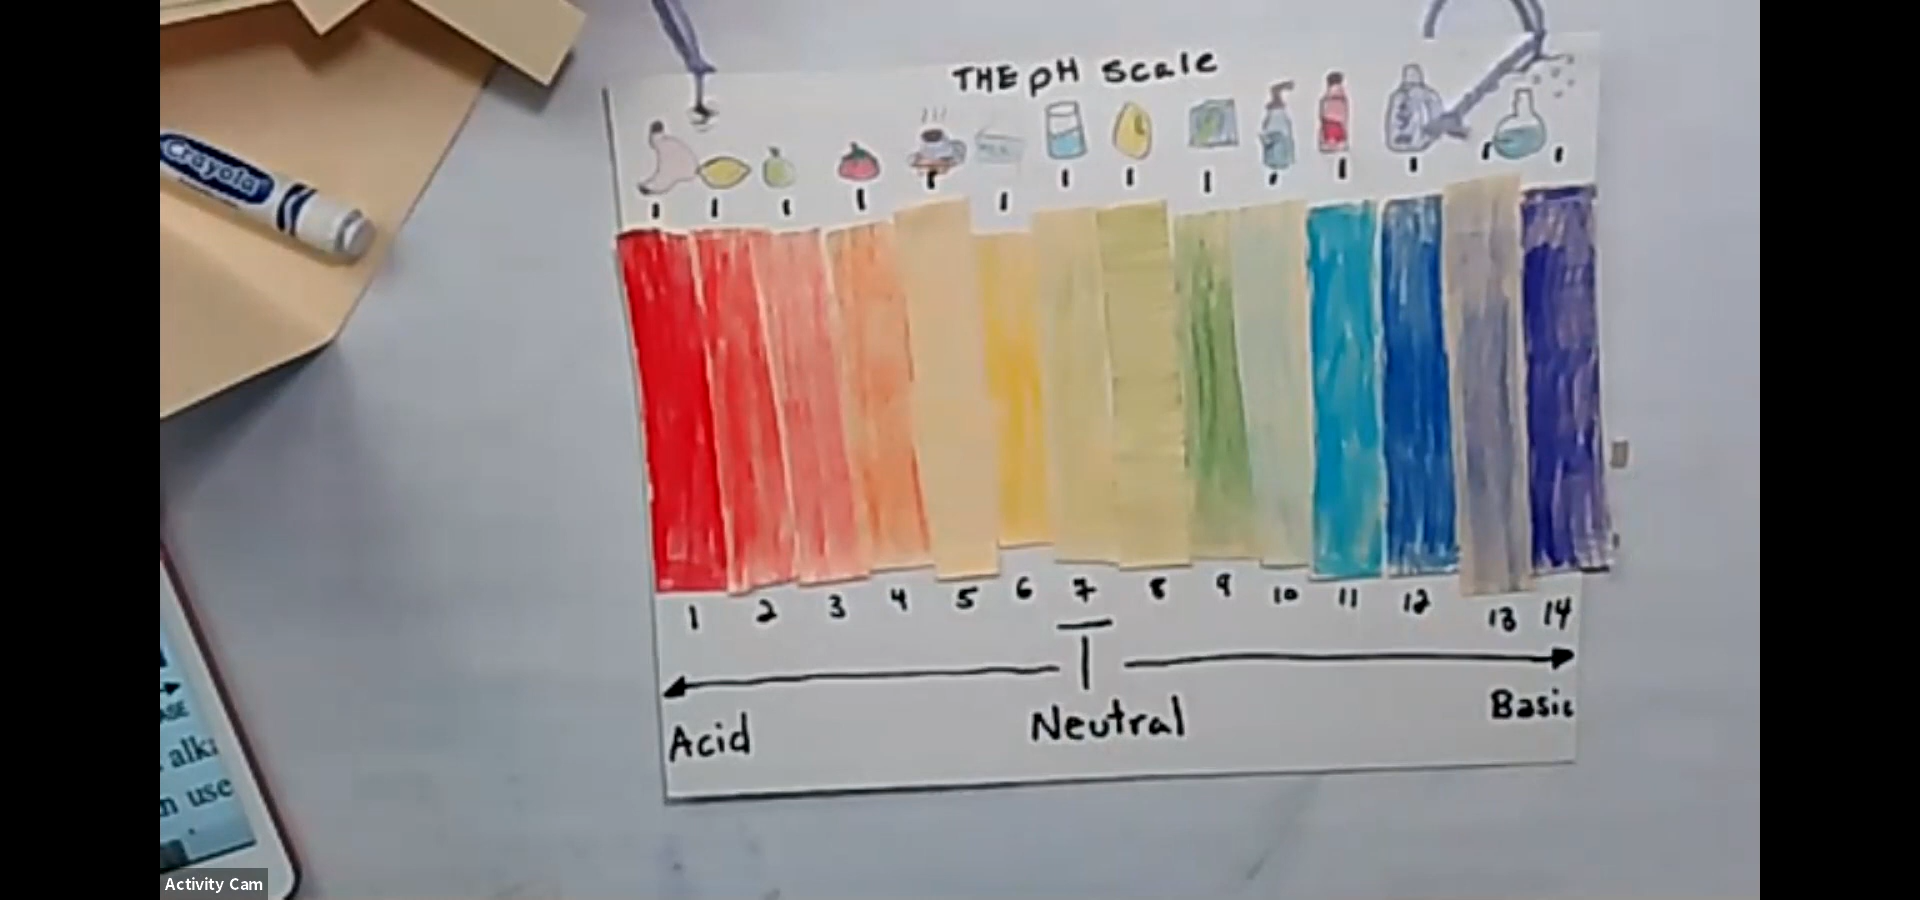 THE pH Scale
Crayola
1 2 3 4 5 6 7 8 9 10 11 12 13 14
Acid
Neutral
Basic
alk
use
Activity Cam